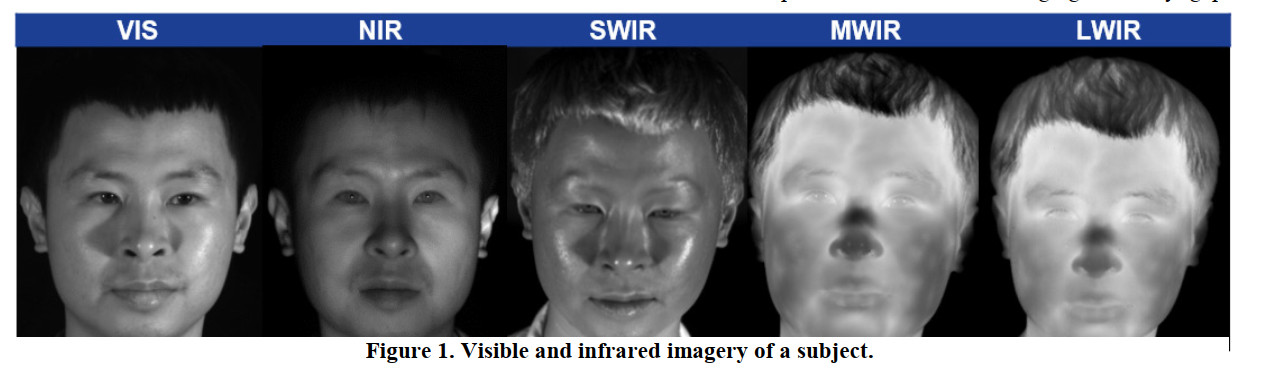 VIS NIR SWIR MWIR LWIR
Figure 1. Visible and infrared imagery of a subject.